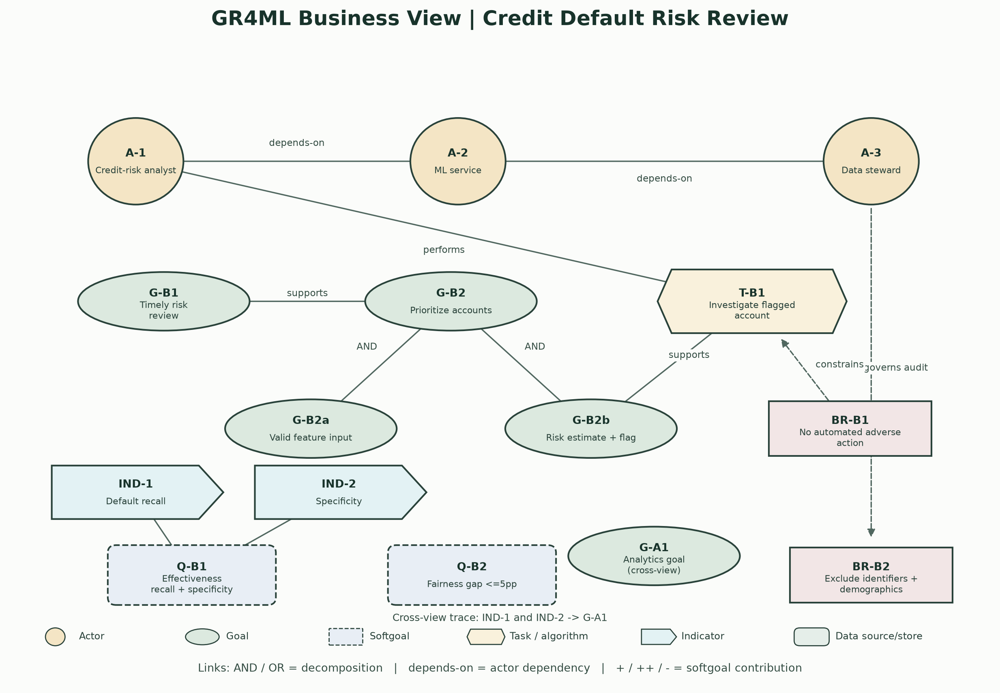 GR4ML Business View | Credit Default Risk Review
depends-on
A-1
Credit-risk analyst
A-2
ML service
A-3
Data steward
depends-on
performs
G-B1
Timely risk
review
supports
G-B2
Prioritize accounts
T-B1
Investigate flagged
account
AND
AND
supports
constrains
governs audit
G-B2a
Valid feature input
G-B2b
Risk estimate + flag
BR-B1
No automated adverse
action
IND-1
Default recall
IND-2
Specificity
Q-B1
Effectiveness
recall + specificity
Q-B2
Fairness gap <=5pp
G-A1
Analytics goal
(cross-view)
BR-B2
Exclude identifiers +
demographics
Cross-view trace: IND-1 and IND-2 -> G-A1
Actor
Goal
Softgoal
Task / algorithm
Indicator
Data source/store
Links: AND / OR = decomposition | depends-on = actor dependency | + / ++ / - = softgoal contribution